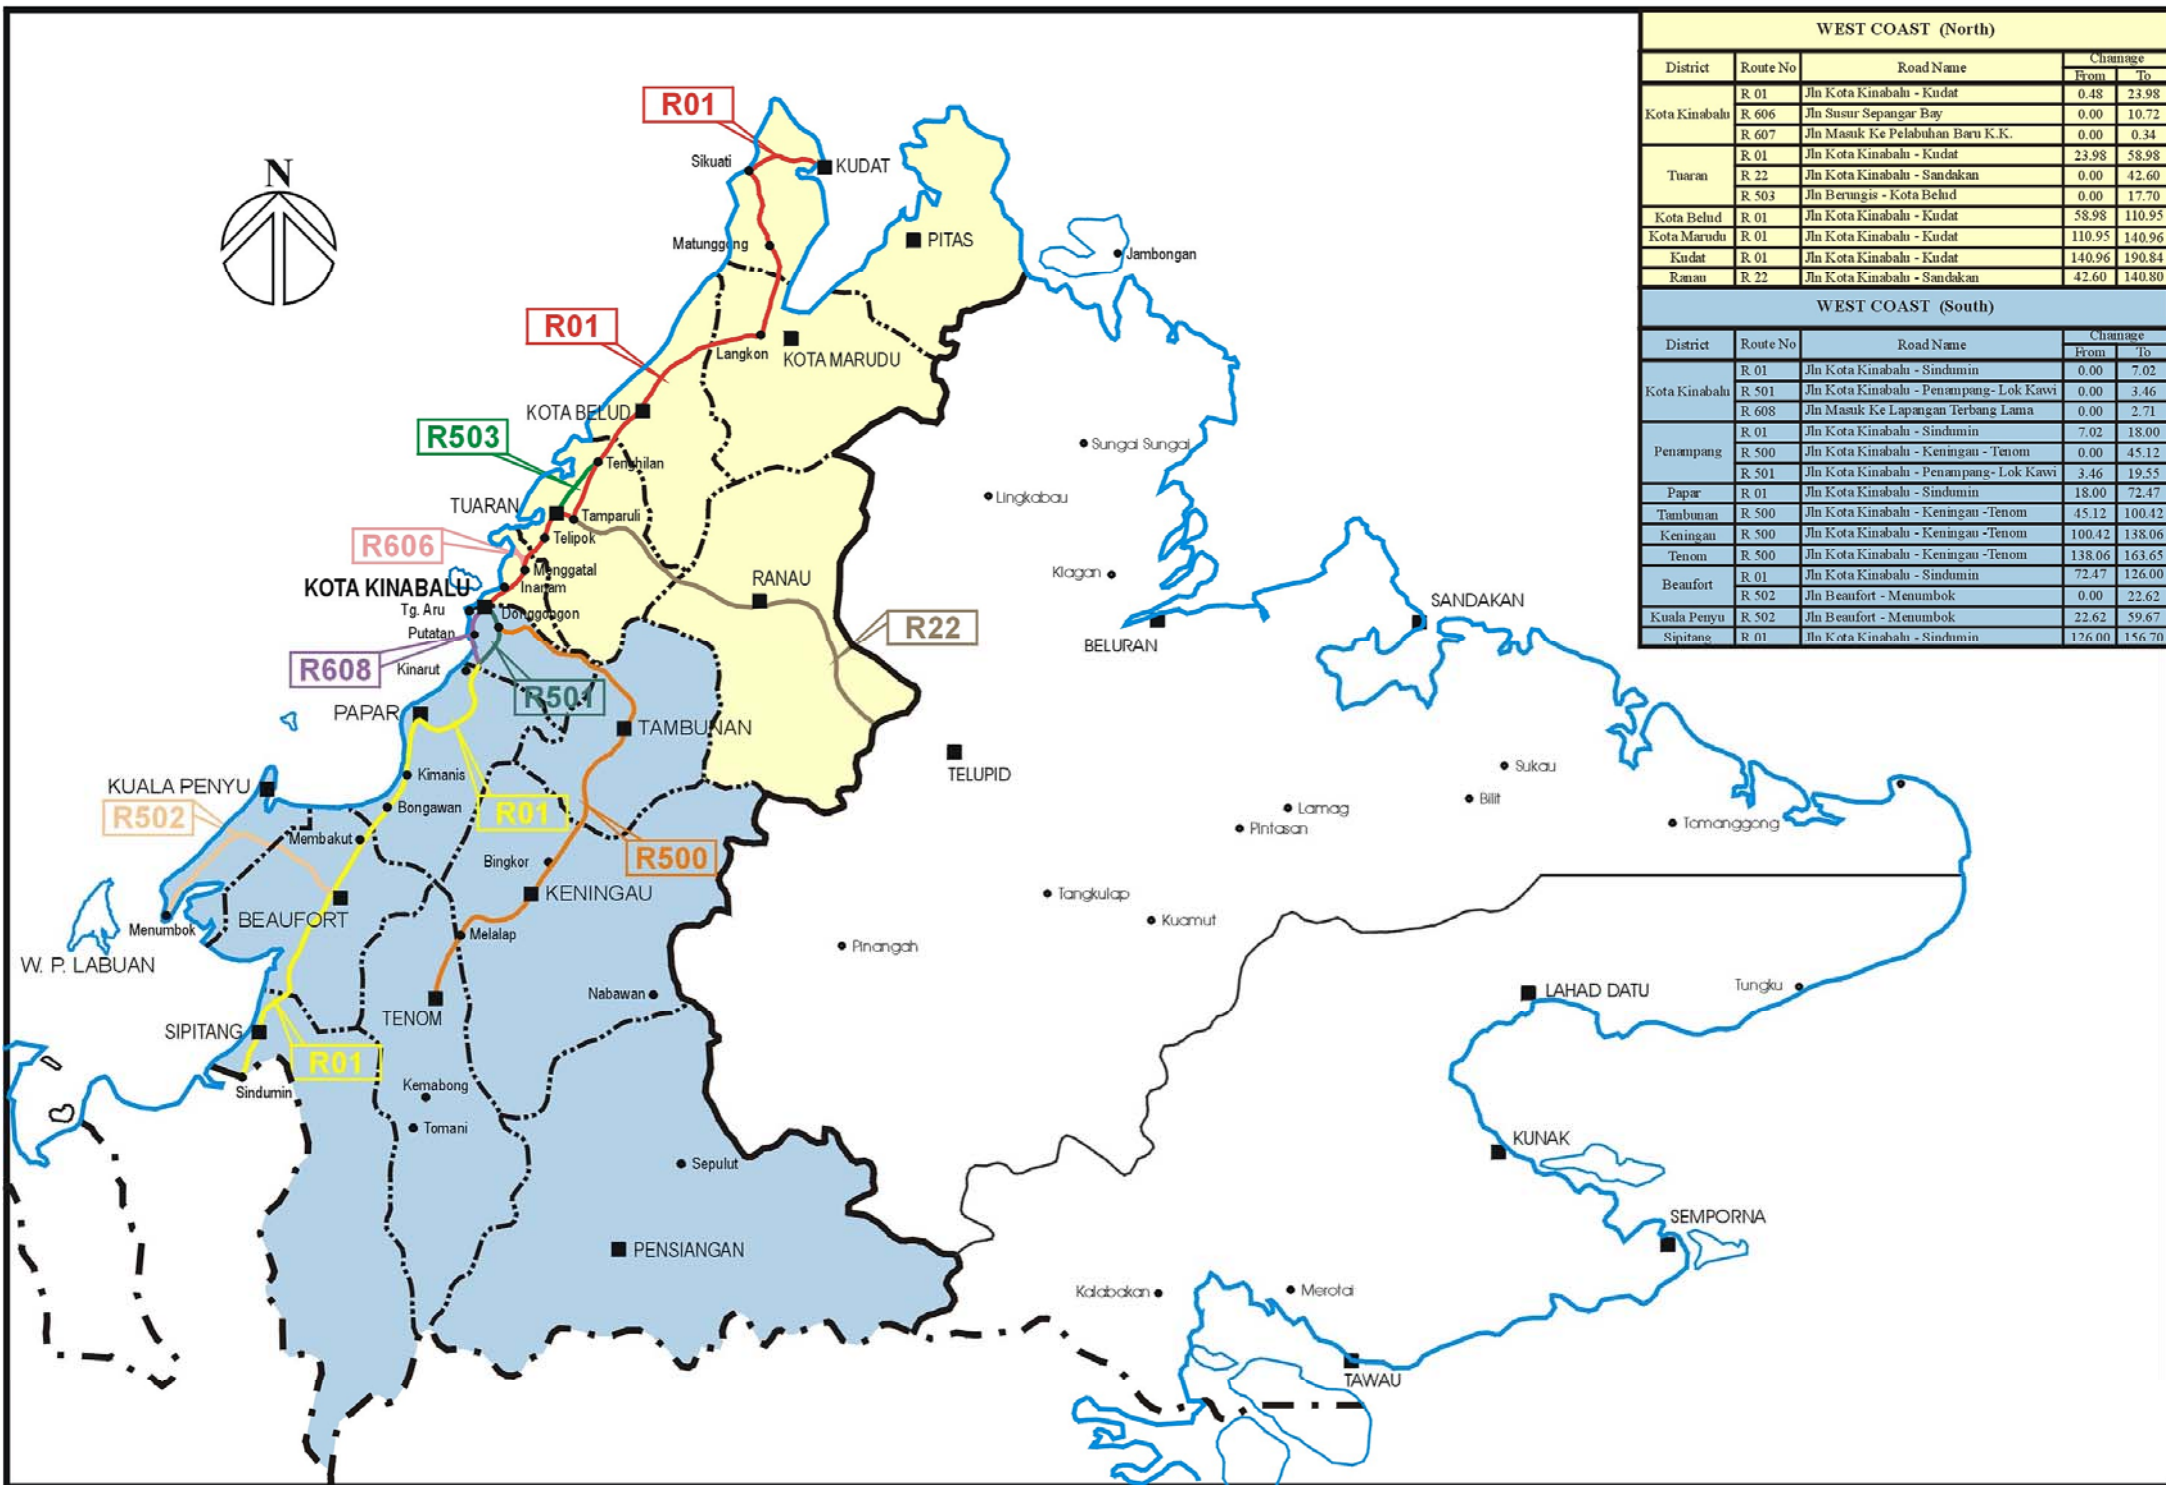 N
R01
Sikuati
KUDAT
Matunggong
PITAS
Jambongan
R01
Langkon
KOTA MARUDU
KOTA BELUD
R503
Tenghilan
Sungai Sungai
Lingkabau
TUARAN
Tamparuli
R606
Telipok
Menggatal
Inanam
KOTA KINABALU
Tg. Aru
Donggongon
Putatan
R608
Kinarut
R501
RANAU
R22
Klagan
BELURAN
SANDAKAN
PAPAR
TAMBUNAN
TELUPID
Kimanis
KUALA PENYU
Bongawan
R502
R01
Membakut
R500
Bingkor
KENINGAU
BEAUFORT
Menumbok
Melalap
W. P. LABUAN
Nabawan
TENOM
SIPITANG
R01
Sindumin
Kemabong
Tomani
Sepulut
PENSIANGAN
Sukau
Bilit
Lamag
Pintasan
Tomanggong
Tangkulap
Kuamut
Pinangah
LAHAD DATU
Tungku
KUNAK
SEMPORNA
Kalabakan
Merotai
TAWAU
WEST COAST (North)
District Route No Road Name Chainage
From To
Kota Kinabalu R 01 Jln Kota Kinabalu - Kudat 0.48 23.98
R 606 Jln Susur Sepangar Bay 0.00 10.72
R 607 Jln Masuk Ke Pelabuhan Baru K.K. 0.00 0.34
Tuaran R 01 Jln Kota Kinabalu - Kudat 23.98 58.98
R 22 Jln Kota Kinabalu - Sandakan 0.00 42.60
R 503 Jln Berungis - Kota Belud 0.00 17.70
Kota Belud R 01 Jln Kota Kinabalu - Kudat 58.98 110.95
Kota Marudu R 01 Jln Kota Kinabalu - Kudat 110.95 140.96
Kudat R 01 Jln Kota Kinabalu - Kudat 140.96 190.84
Ranau R 22 Jln Kota Kinabalu - Sandakan 42.60 140.80
WEST COAST (South)
District Route No Road Name Chainage
From To
Kota Kinabalu R 01 Jln Kota Kinabalu - Sindumin 0.00 7.02
R 501 Jln Kota Kinabalu - Penampang- Lok Kawi 0.00 3.46
R 608 Jln Masuk Ke Lapangan Terbang Lama 0.00 2.71
Penampang R 01 Jln Kota Kinabalu - Sindumin 7.02 18.00
R 500 Jln Kota Kinabalu - Keningau - Tenom 0.00 45.12
R 501 Jln Kota Kinabalu - Penampang- Lok Kawi 3.46 19.55
Papar R 01 Jln Kota Kinabalu - Sindumin 18.00 72.47
Tambunan R 500 Jln Kota Kinabalu - Keningau -Tenom 45.12 100.42
Keningau R 500 Jln Kota Kinabalu - Keningau -Tenom 100.42 138.06
Tenom R 500 Jln Kota Kinabalu - Keningau -Tenom 138.06 163.65
Beaufort R 01 Jln Kota Kinabalu - Sindumin 72.47 126.00
R 502 Jln Beaufort - Menumbok 0.00 22.62
Kuala Penyu R 502 Jln Beaufort - Menumbok 22.62 59.67
Sipitang R 01 Jln Kota Kinabalu - Sindumin 126.00 156.70